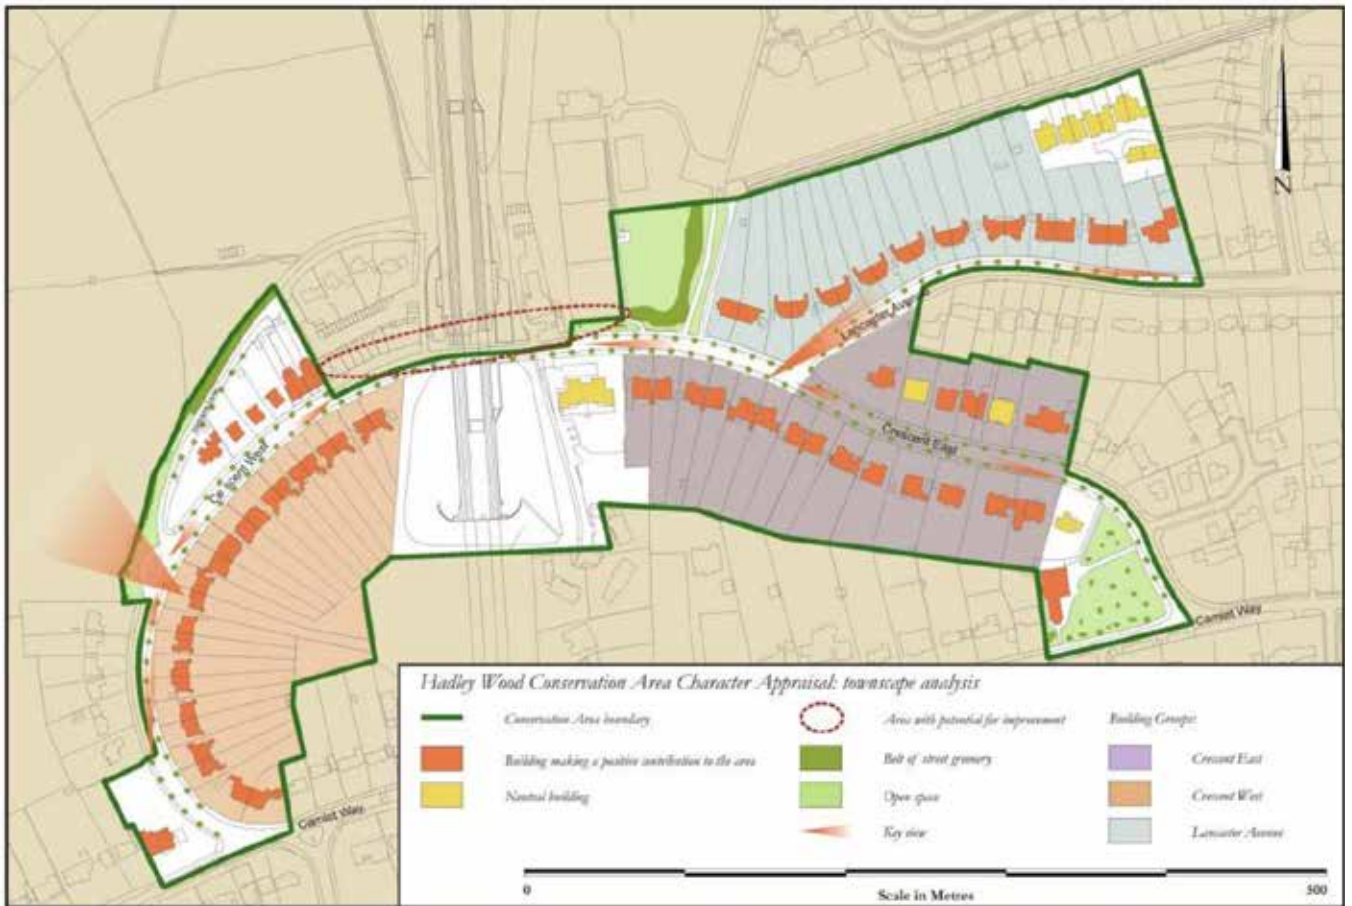 Lancaster Avenue
Crescent East
Crescent West
Camlet Way
Camlet Way
N
Hadley Wood Conservation Area Character Appraisal: townscape analysis
Conservation Area boundary
Building making a positive contribution to the area
Neutral building
Area with potential for improvement
Belt of street greenery
Open space
Key view
Building Groups:
Crescent East
Crescent West
Lancaster Avenue
0
500
Scale in Metres